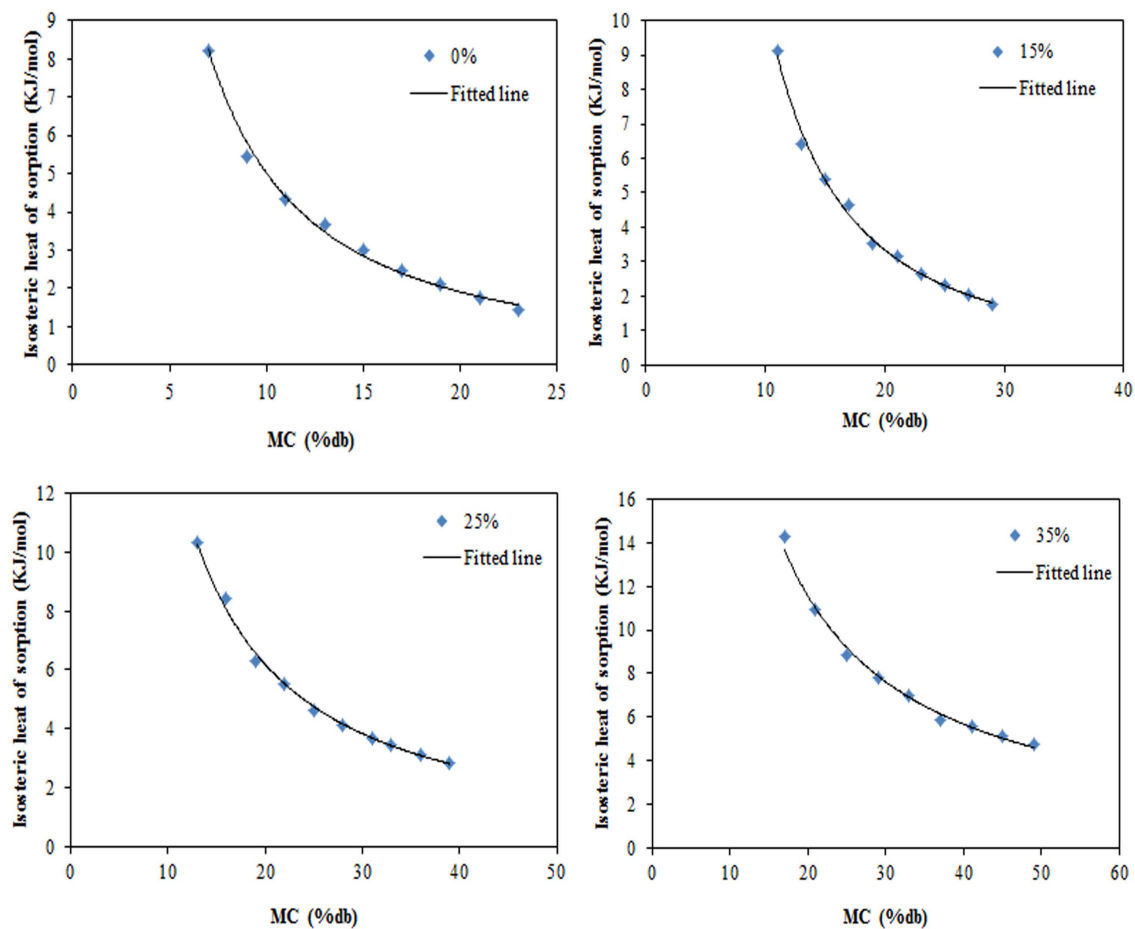 Isosteric heat of sorption (KJ/mol)
9
8
7
6
5
4
3
2
1
0
0%
Fitted line
0 5 10 15 20 25
MC (%db)
Isosteric heat of sorption (KJ/mol)
10
9
8
7
6
5
4
3
2
1
0
15%
Fitted line
0 10 20 30 40
MC (%db)
Isosteric heat of sorption (KJ/mol)
12
10
8
6
4
2
0
25%
Fitted line
0 10 20 30 40 50
MC (%db)
Isosteric heat of sorption (KJ/mol)
16
14
12
10
8
6
4
2
0
35%
Fitted line
0 10 20 30 40 50 60
MC (%db)